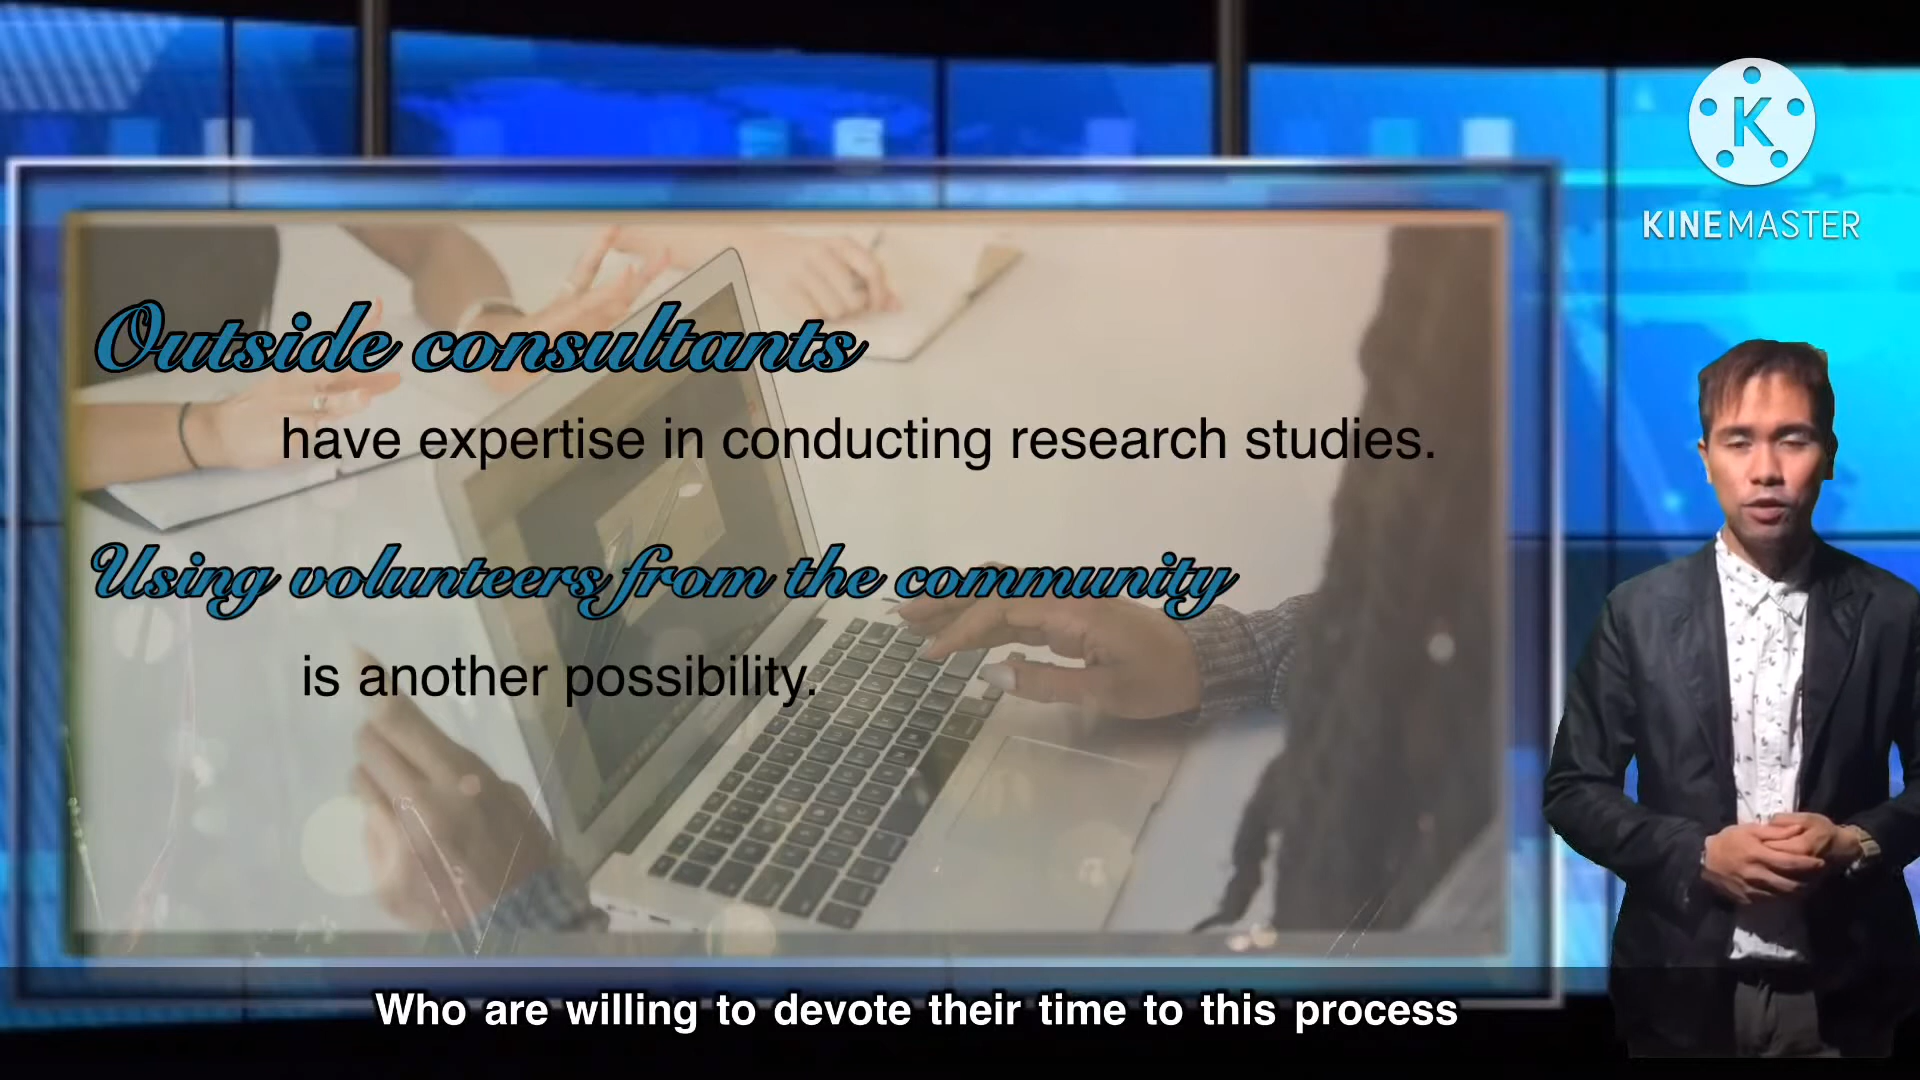 K
KINEMASTER
Outside consultants
have expertise in conducting research studies.
Using volunteers from the community
is another possibility.
Who are willing to devote their time to this process